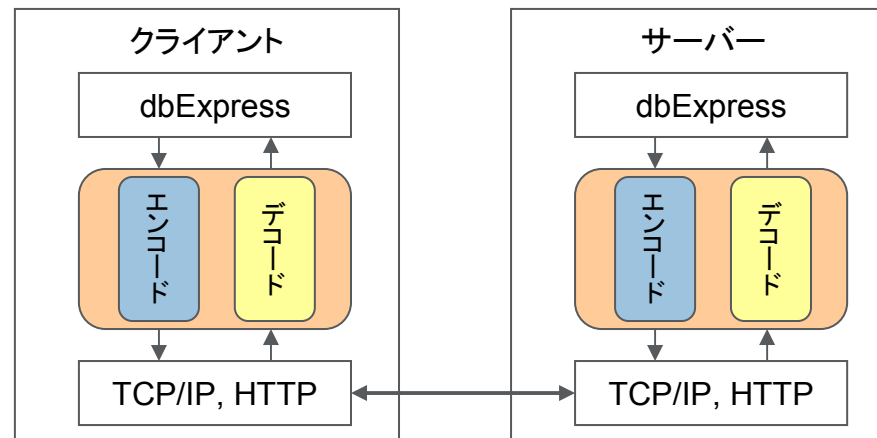 クライアント
dbExpress
エンコード
デコード
TCP/IP, HTTP
サーバー
dbExpress
エンコード
デコード
TCP/IP, HTTP